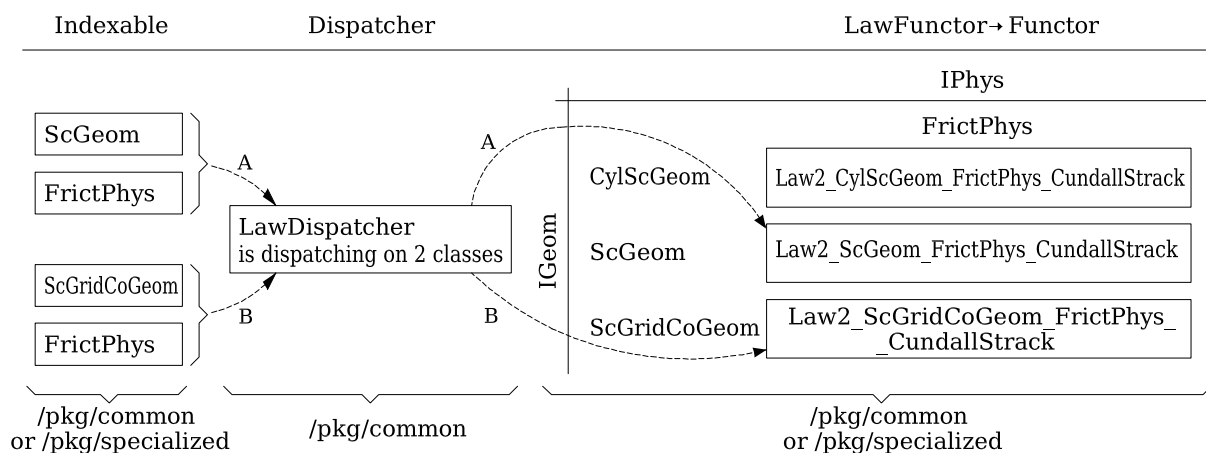 Indexable
Dispatcher
LawFunctor→ Functor
IPhys
FrictPhys
ScGeom
FrictPhys
A
ScGridCoGeom
FrictPhys
B
LawDispatcher
is dispatching on 2 classes
A
B
IGeom
CylScGeom
Law2_CylScGeom_FrictPhys_CundallStrack
ScGeom
Law2_ScGeom_FrictPhys_CundallStrack
ScGridCoGeom
Law2_ScGridCoGeom_FrictPhys_
_CundallStrack
/pkg/common
or /pkg/specialized
/pkg/common
/pkg/common
or /pkg/specialized